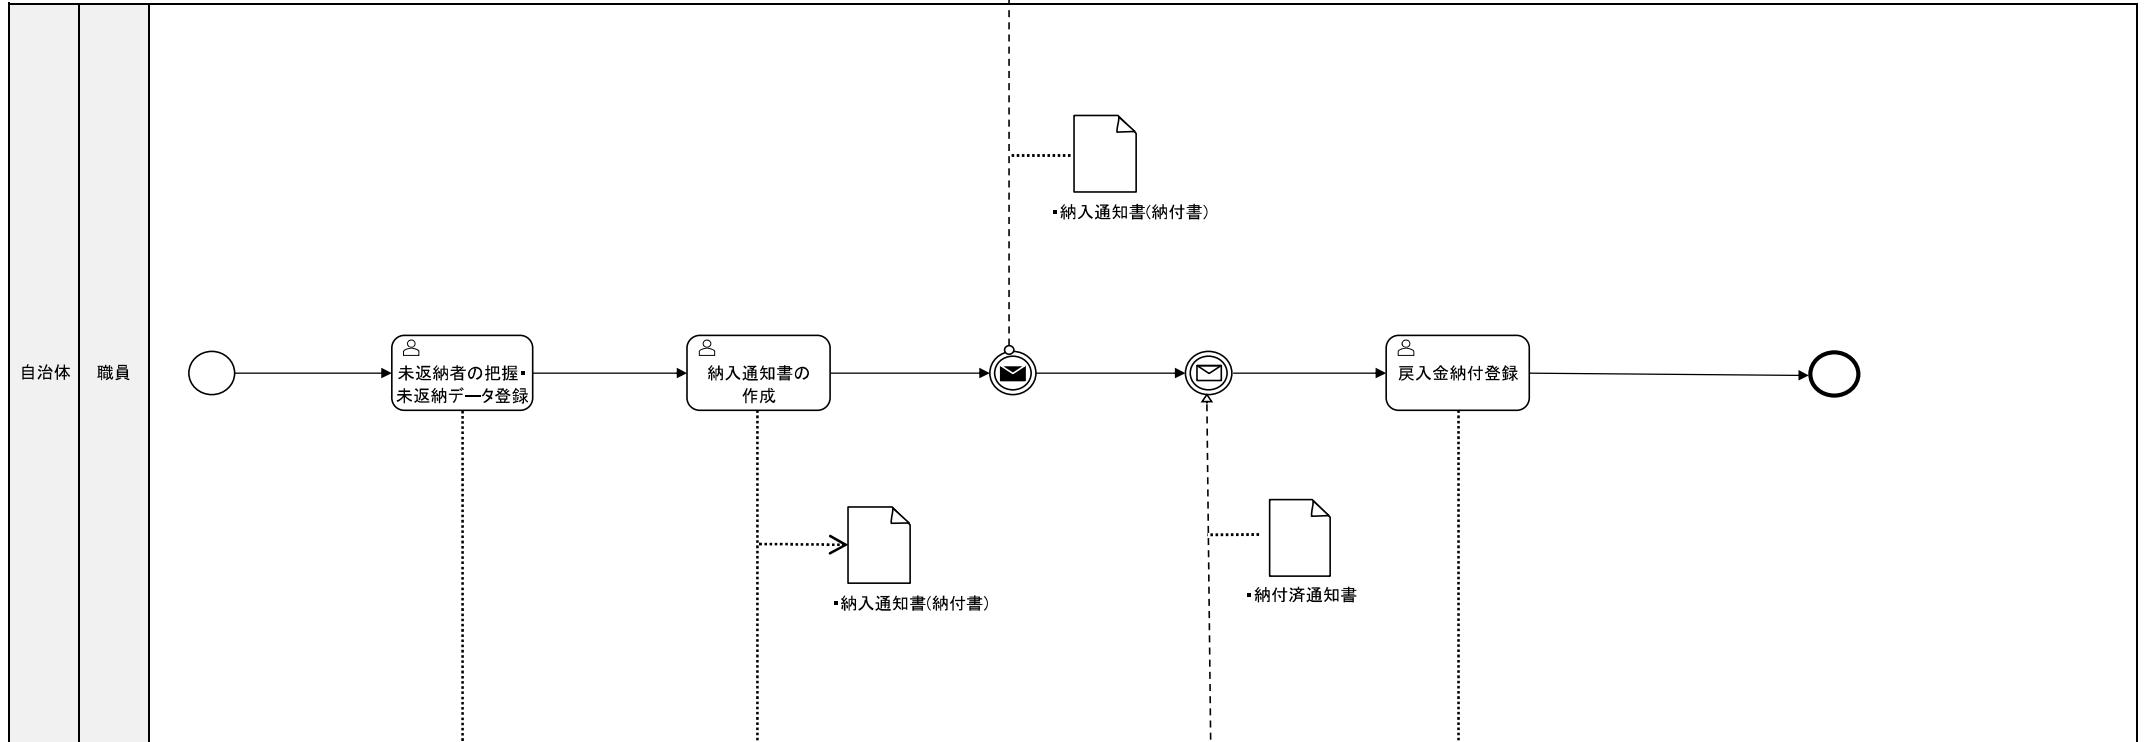 自治体
職員
未返納者の把握・
未返納データ登録
納入通知書の
作成
戻入金納付登録
・納入通知書(納付書)
・納入通知書(納付書)
・納付済通知書